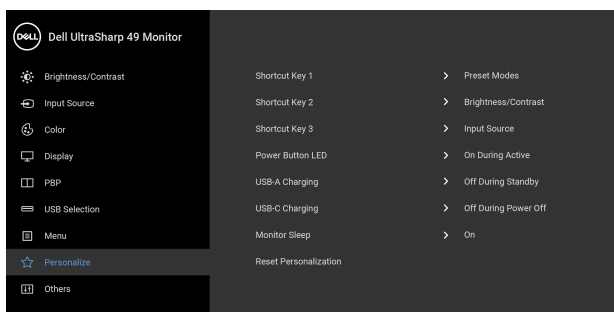 DELL Dell UltraSharp 49 Monitor
Brightness/Contrast Shortcut Key 1 Preset Modes
Input Source Shortcut Key 2 Brightness/Contrast
Color Shortcut Key 3 Input Source
Display Power Button LED On During Active
PBP USB-A Charging Off During Standby
USB Selection USB-C Charging Off During Power Off
Menu Monitor Sleep On
Personalize Reset Personalization
Others